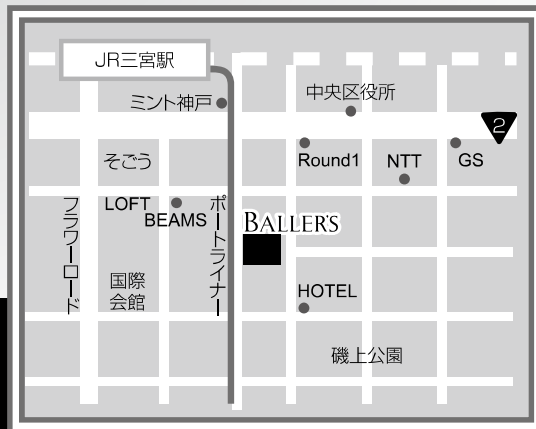 JR三宮駅
ミント神戸
中央区役所
2
そごう
Round1
NTT
GS
フラワーロード
LOFT
BEAMS
ポートライナー
BALLER'S
国際
会館
HOTEL
磯上公園